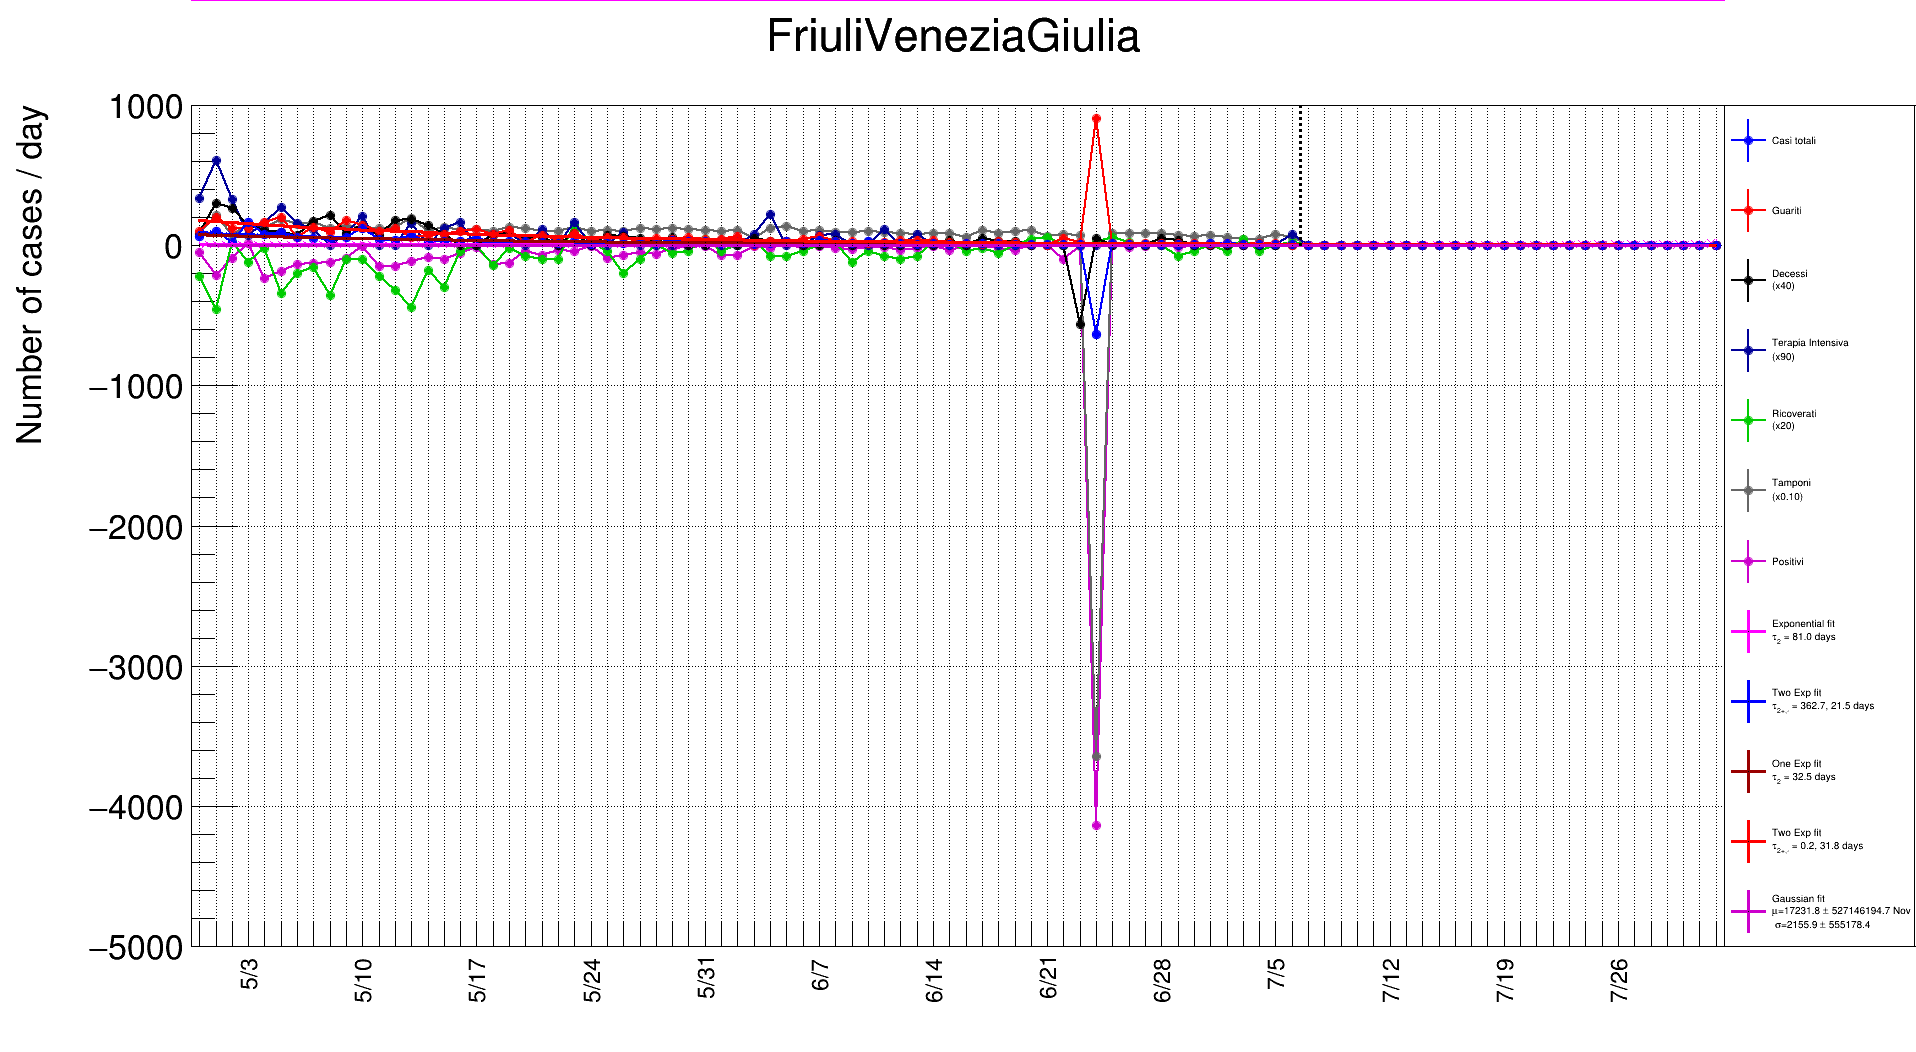 FriuliVeneziaGiulia
Number of cases / day
1000
0
−1000
−2000
−3000
−4000
−5000
5/3
5/10
5/17
5/24
5/31
6/7
6/14
6/21
6/28
7/5
7/12
7/19
7/26
Casi totali
Guariti
Decessi
(x40)
Terapia Intensiva
(x90)
Ricoverati
(x20)
Tamponi
(x0.10)
Positivi
Exponential fit
τ2 = 81.0 days
Two Exp fit
τ2+,- = 362.7, 21.5 days
One Exp fit
τ2 = 32.5 days
Two Exp fit
τ2+,- = 0.2, 31.8 days
Gaussian fit
μ=17231.8 ± 527146194.7 Nov
σ=2155.9 ± 555178.4